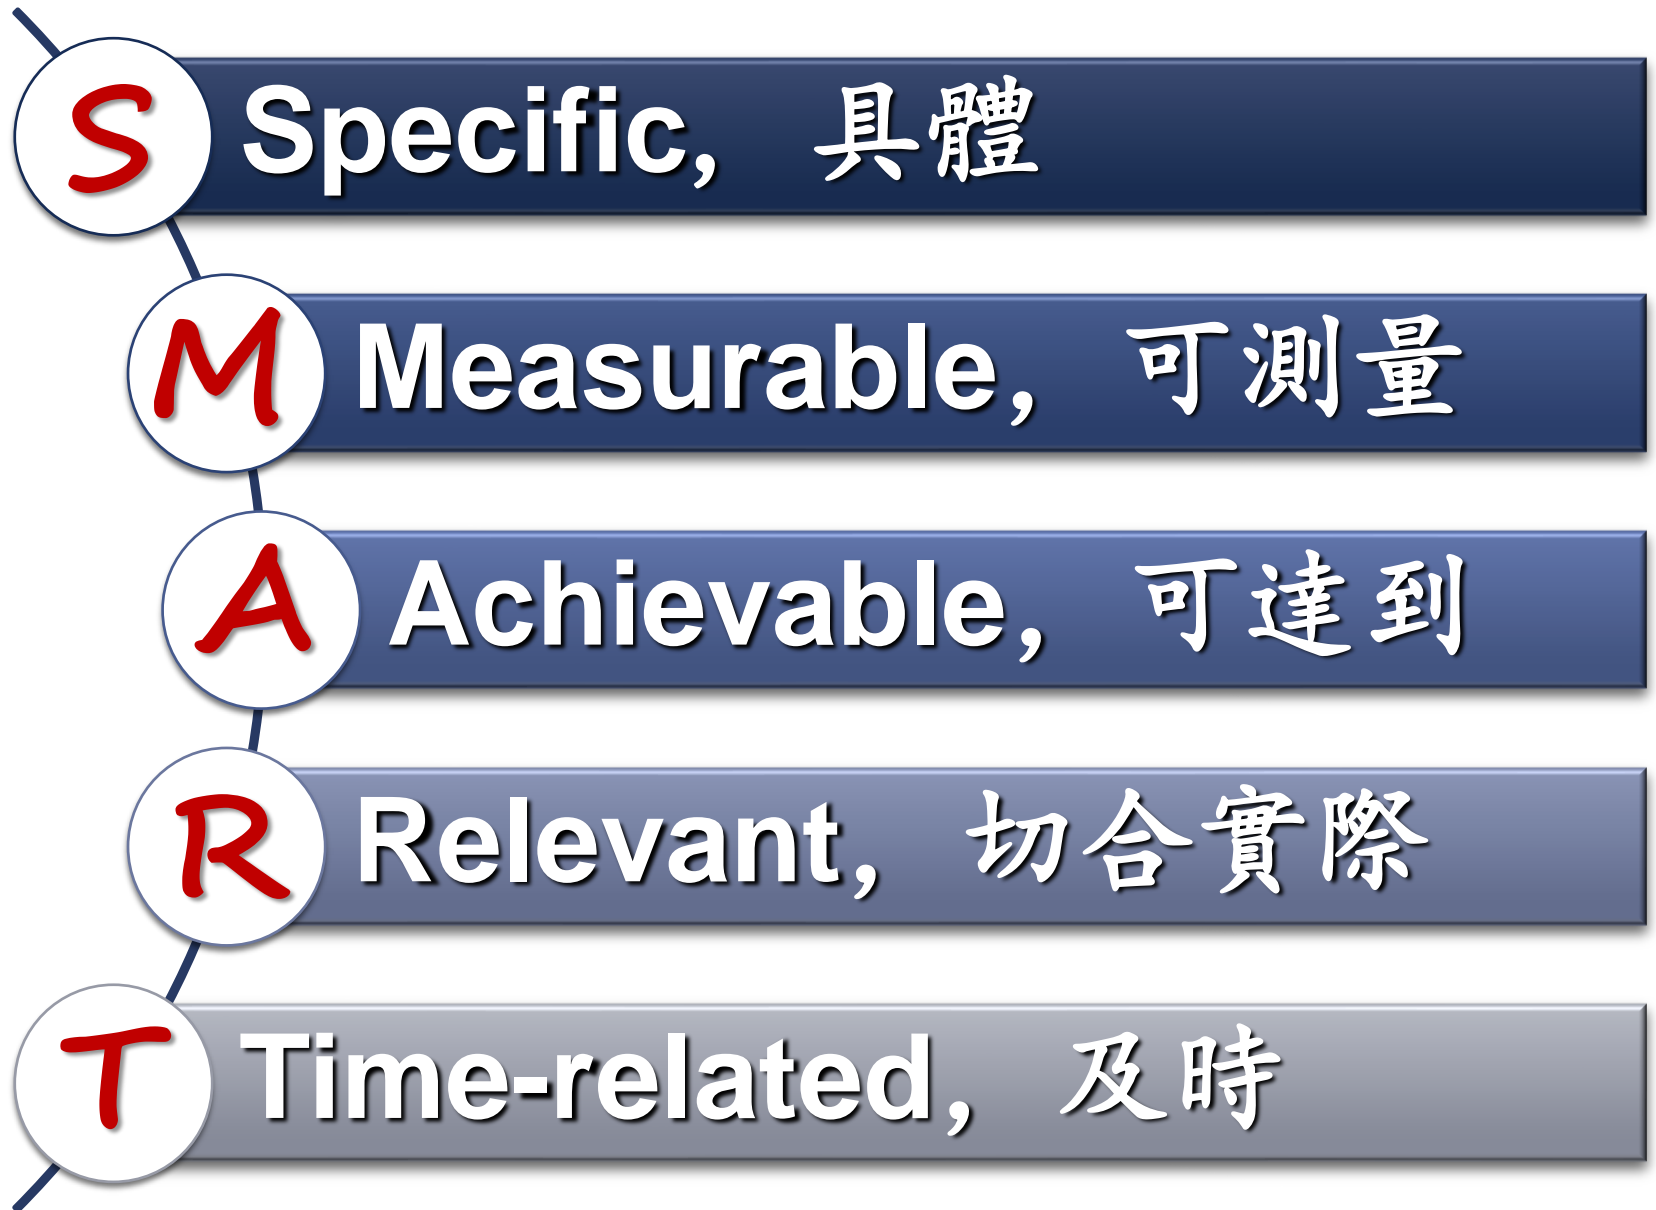 S Specific, 具體
M Measurable, 可測量
A Achievable, 可達到
R Relevant, 切合實際
T Time-related, 及時